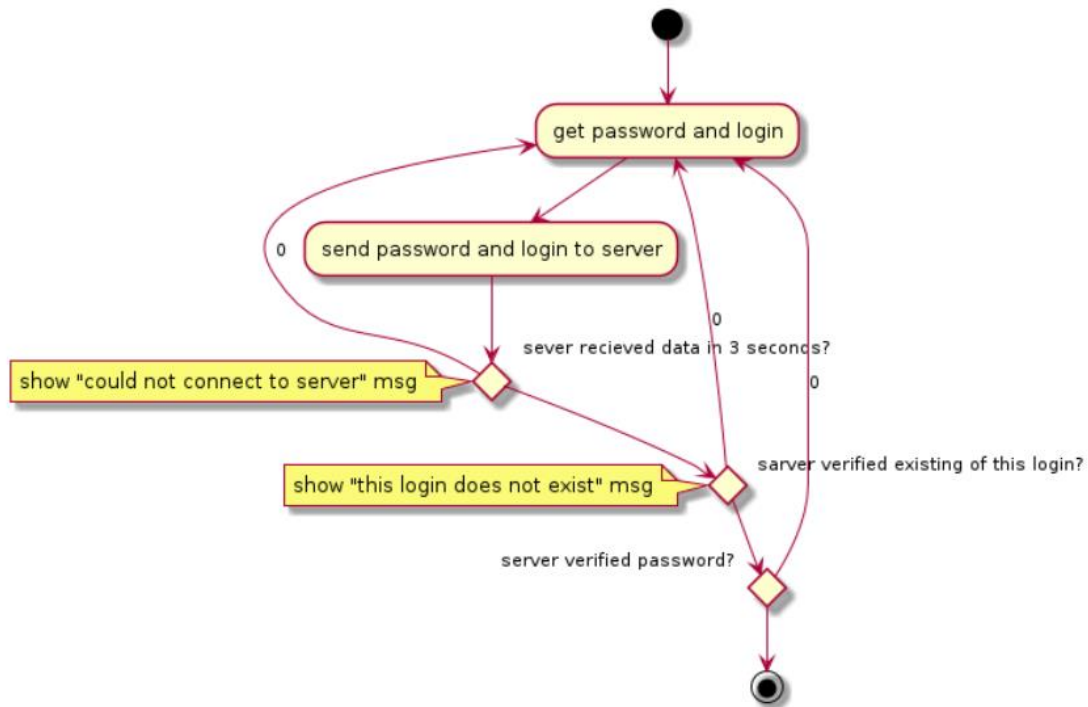 get password and login
send password and login to server
0
0
sever recieved data in 3 seconds?
show "could not connect to server" msg
0
sarver verified existing of this login?
show "this login does not exist" msg
server verified password?